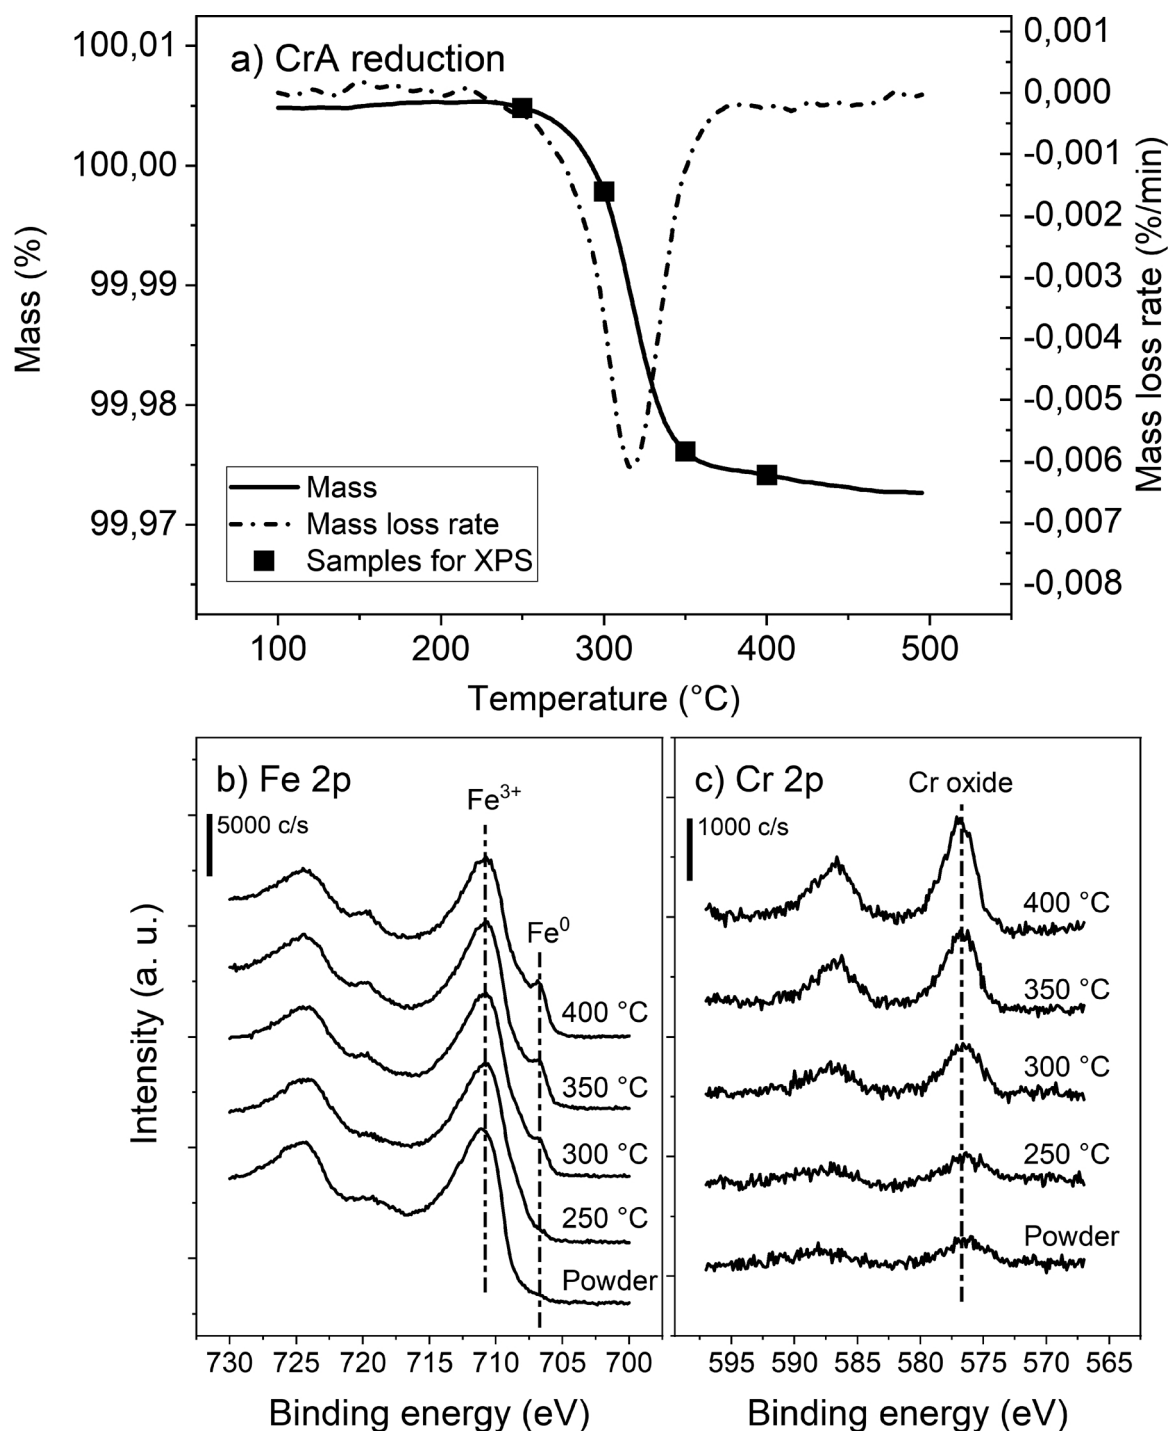 a) CrA reduction
100,01
100,00
99,99
99,98
99,97
Mass (%)
0,001
0,000
-0,001
-0,002
-0,003
-0,004
-0,005
-0,006
-0,007
-0,008
Mass loss rate (%/min)
Mass
Mass loss rate
Samples for XPS
100 200 300 400 500
Temperature (°C)
b) Fe 2p
5000 c/s
Fe³⁺
Fe⁰
400 °C
350 °C
300 °C
250 °C
Powder
Intensity (a. u.)
730 725 720 715 710 705 700
Binding energy (eV)
c) Cr 2p
1000 c/s
Cr oxide
400 °C
350 °C
300 °C
250 °C
Powder
595 590 585 580 575 570 565
Binding energy (eV)